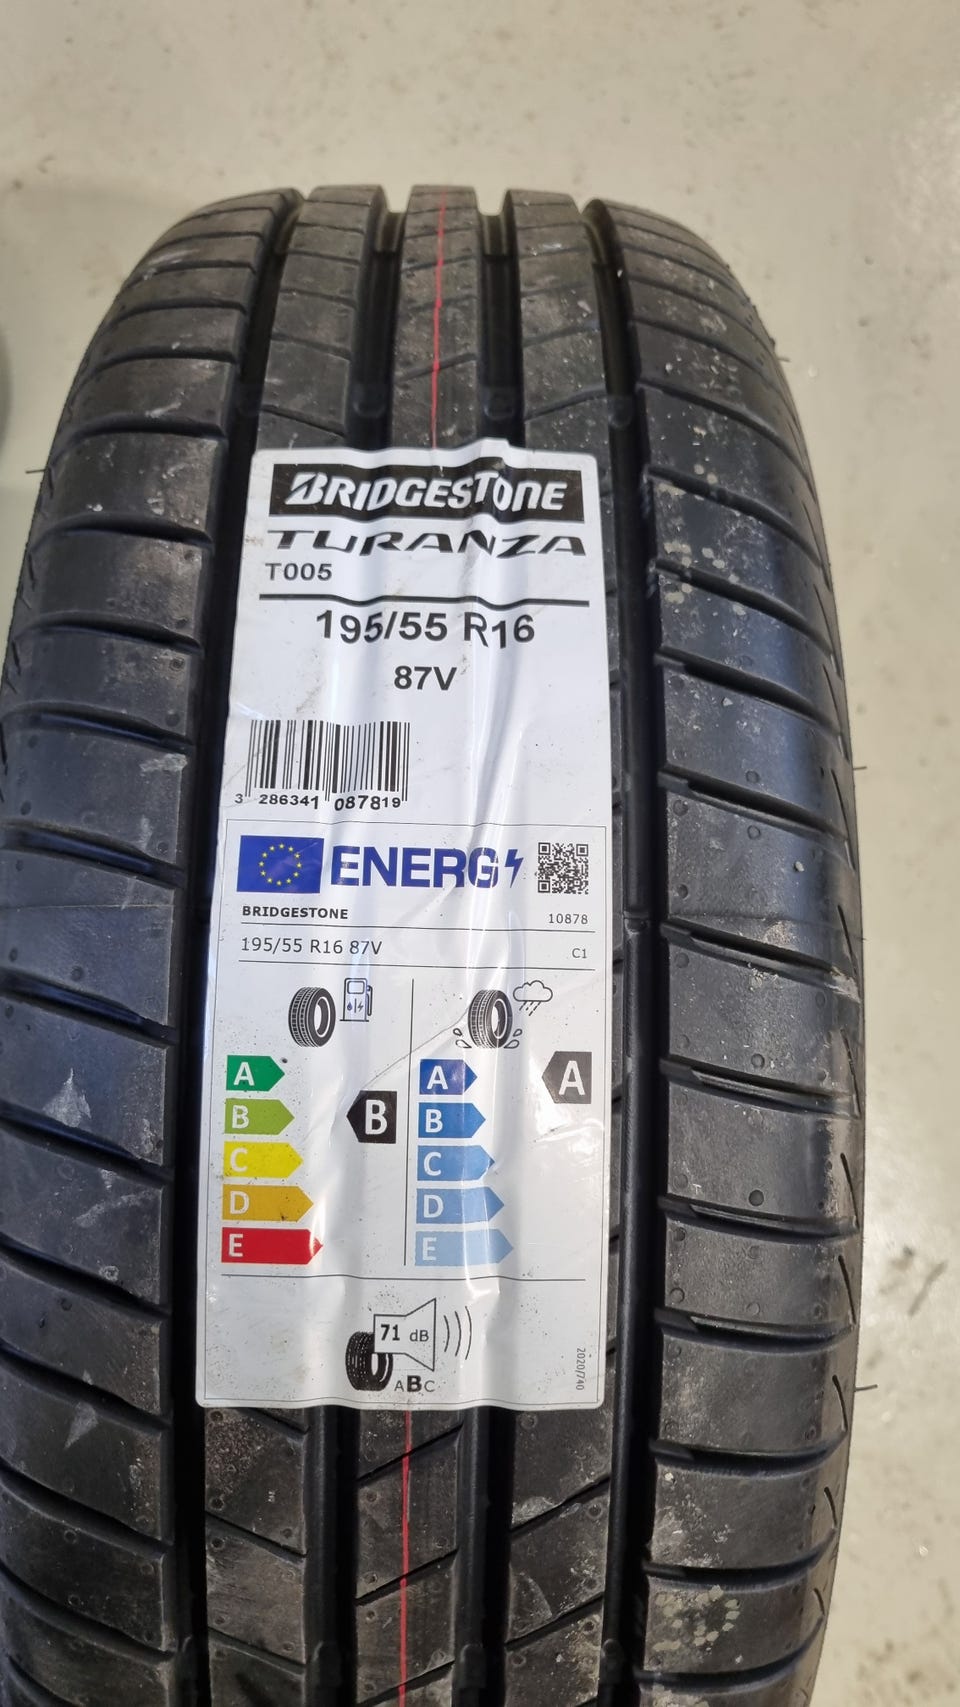 BRIDGESTONE
TURANZA
T005
195/55 R16
87V
3 286341 087819
ENERG
BRIDGESTONE 10878
195/55 R16 87V C1
A A A
B B B
C C
D D
E E
71 dB
ABC
2020/740